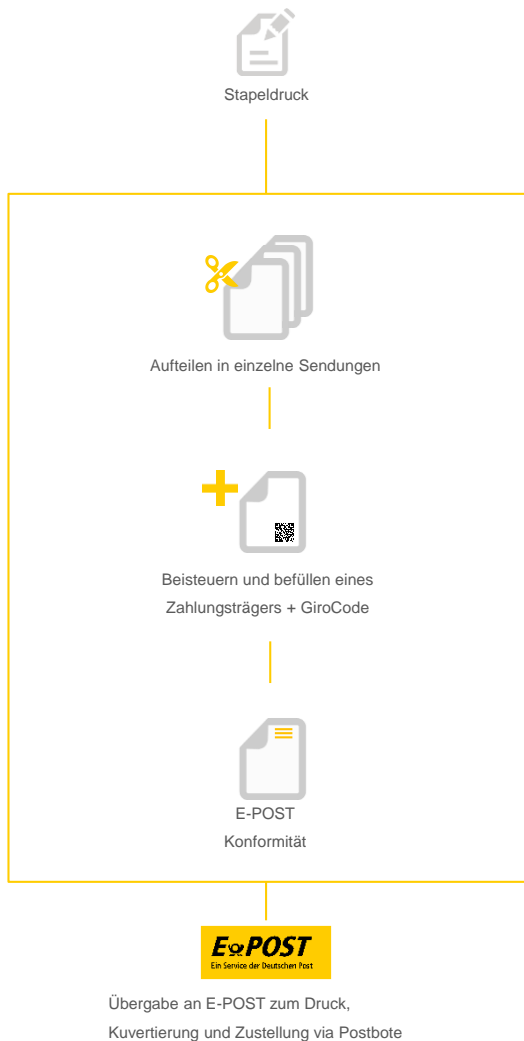 Stapeldruck
Aufteilen in einzelne Sendungen
Beisteuern und befüllen eines
Zahlungsträgers + GiroCode
E-POST
Konformität
E POST
Ein Service der Deutschen Post
Übergabe an E-POST zum Druck,
Kuvertierung und Zustellung via Postbote